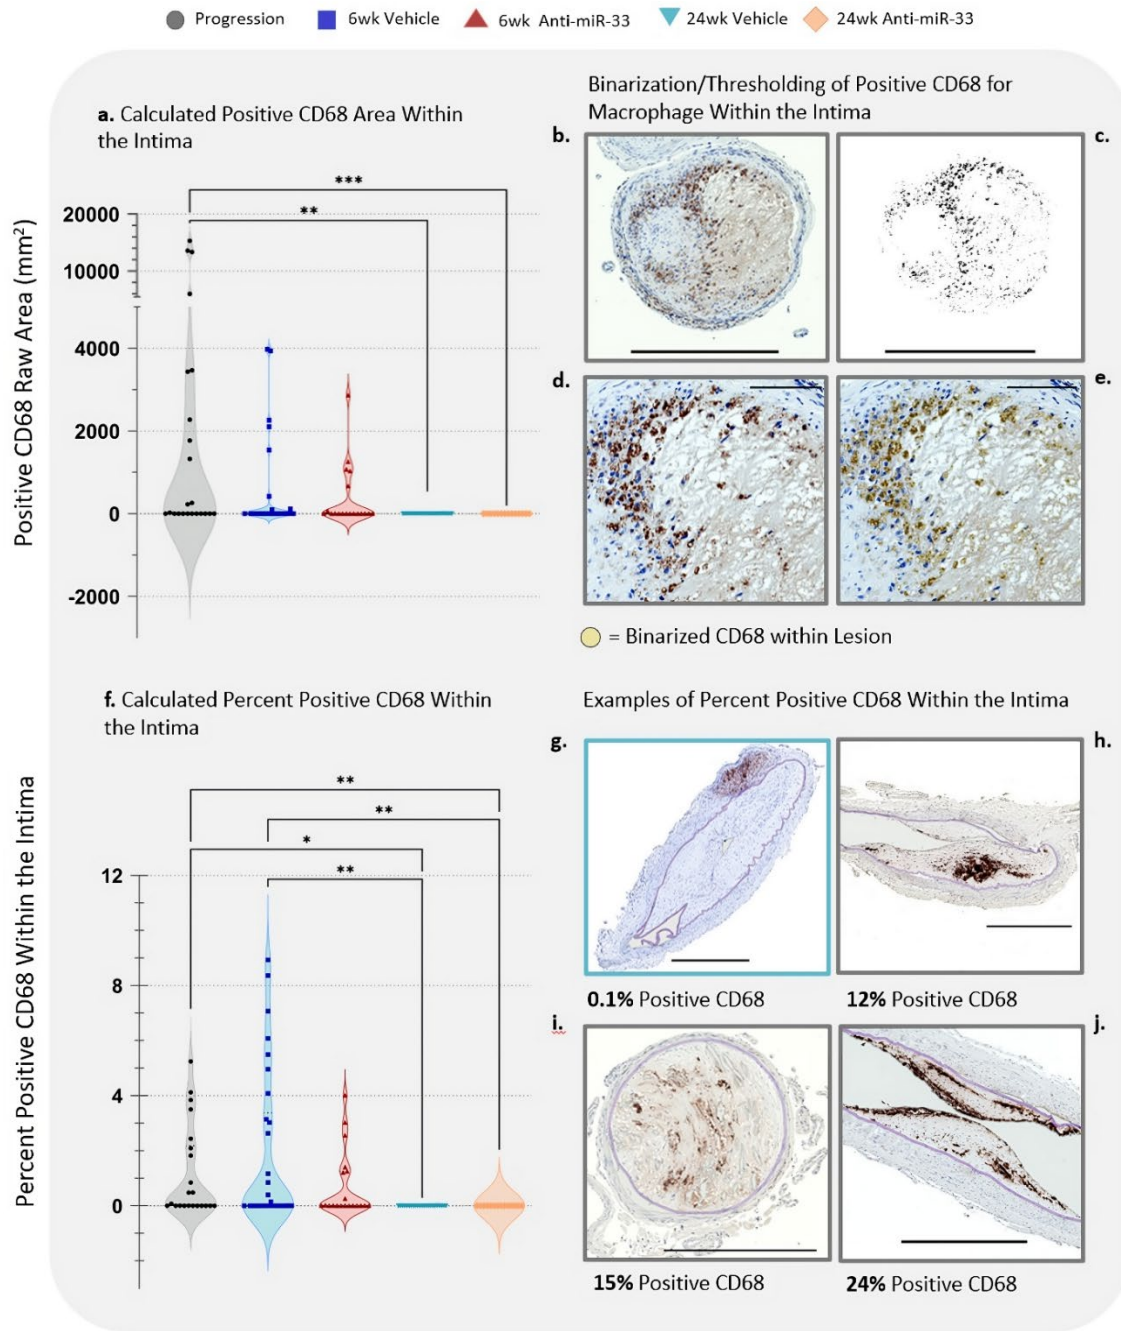 Progression 6wk Vehicle 6wk Anti-miR-33 24wk Vehicle 24wk Anti-miR-33
a. Calculated Positive CD68 Area Within
the Intima
Positive CD68 Raw Area (mm²)
20000
10000
4000
2000
0
-2000
***
**
Binarization/Thresholding of Positive CD68 for
Macrophage Within the Intima
b.
c.
d.
e.
= Binarized CD68 within Lesion
f. Calculated Percent Positive CD68 Within
the Intima
Percent Positive CD68 Within the Intima
12
8
4
0
**
**
*
**
Examples of Percent Positive CD68 Within the Intima
g.
h.
0.1% Positive CD68
12% Positive CD68
i.
j.
15% Positive CD68
24% Positive CD68